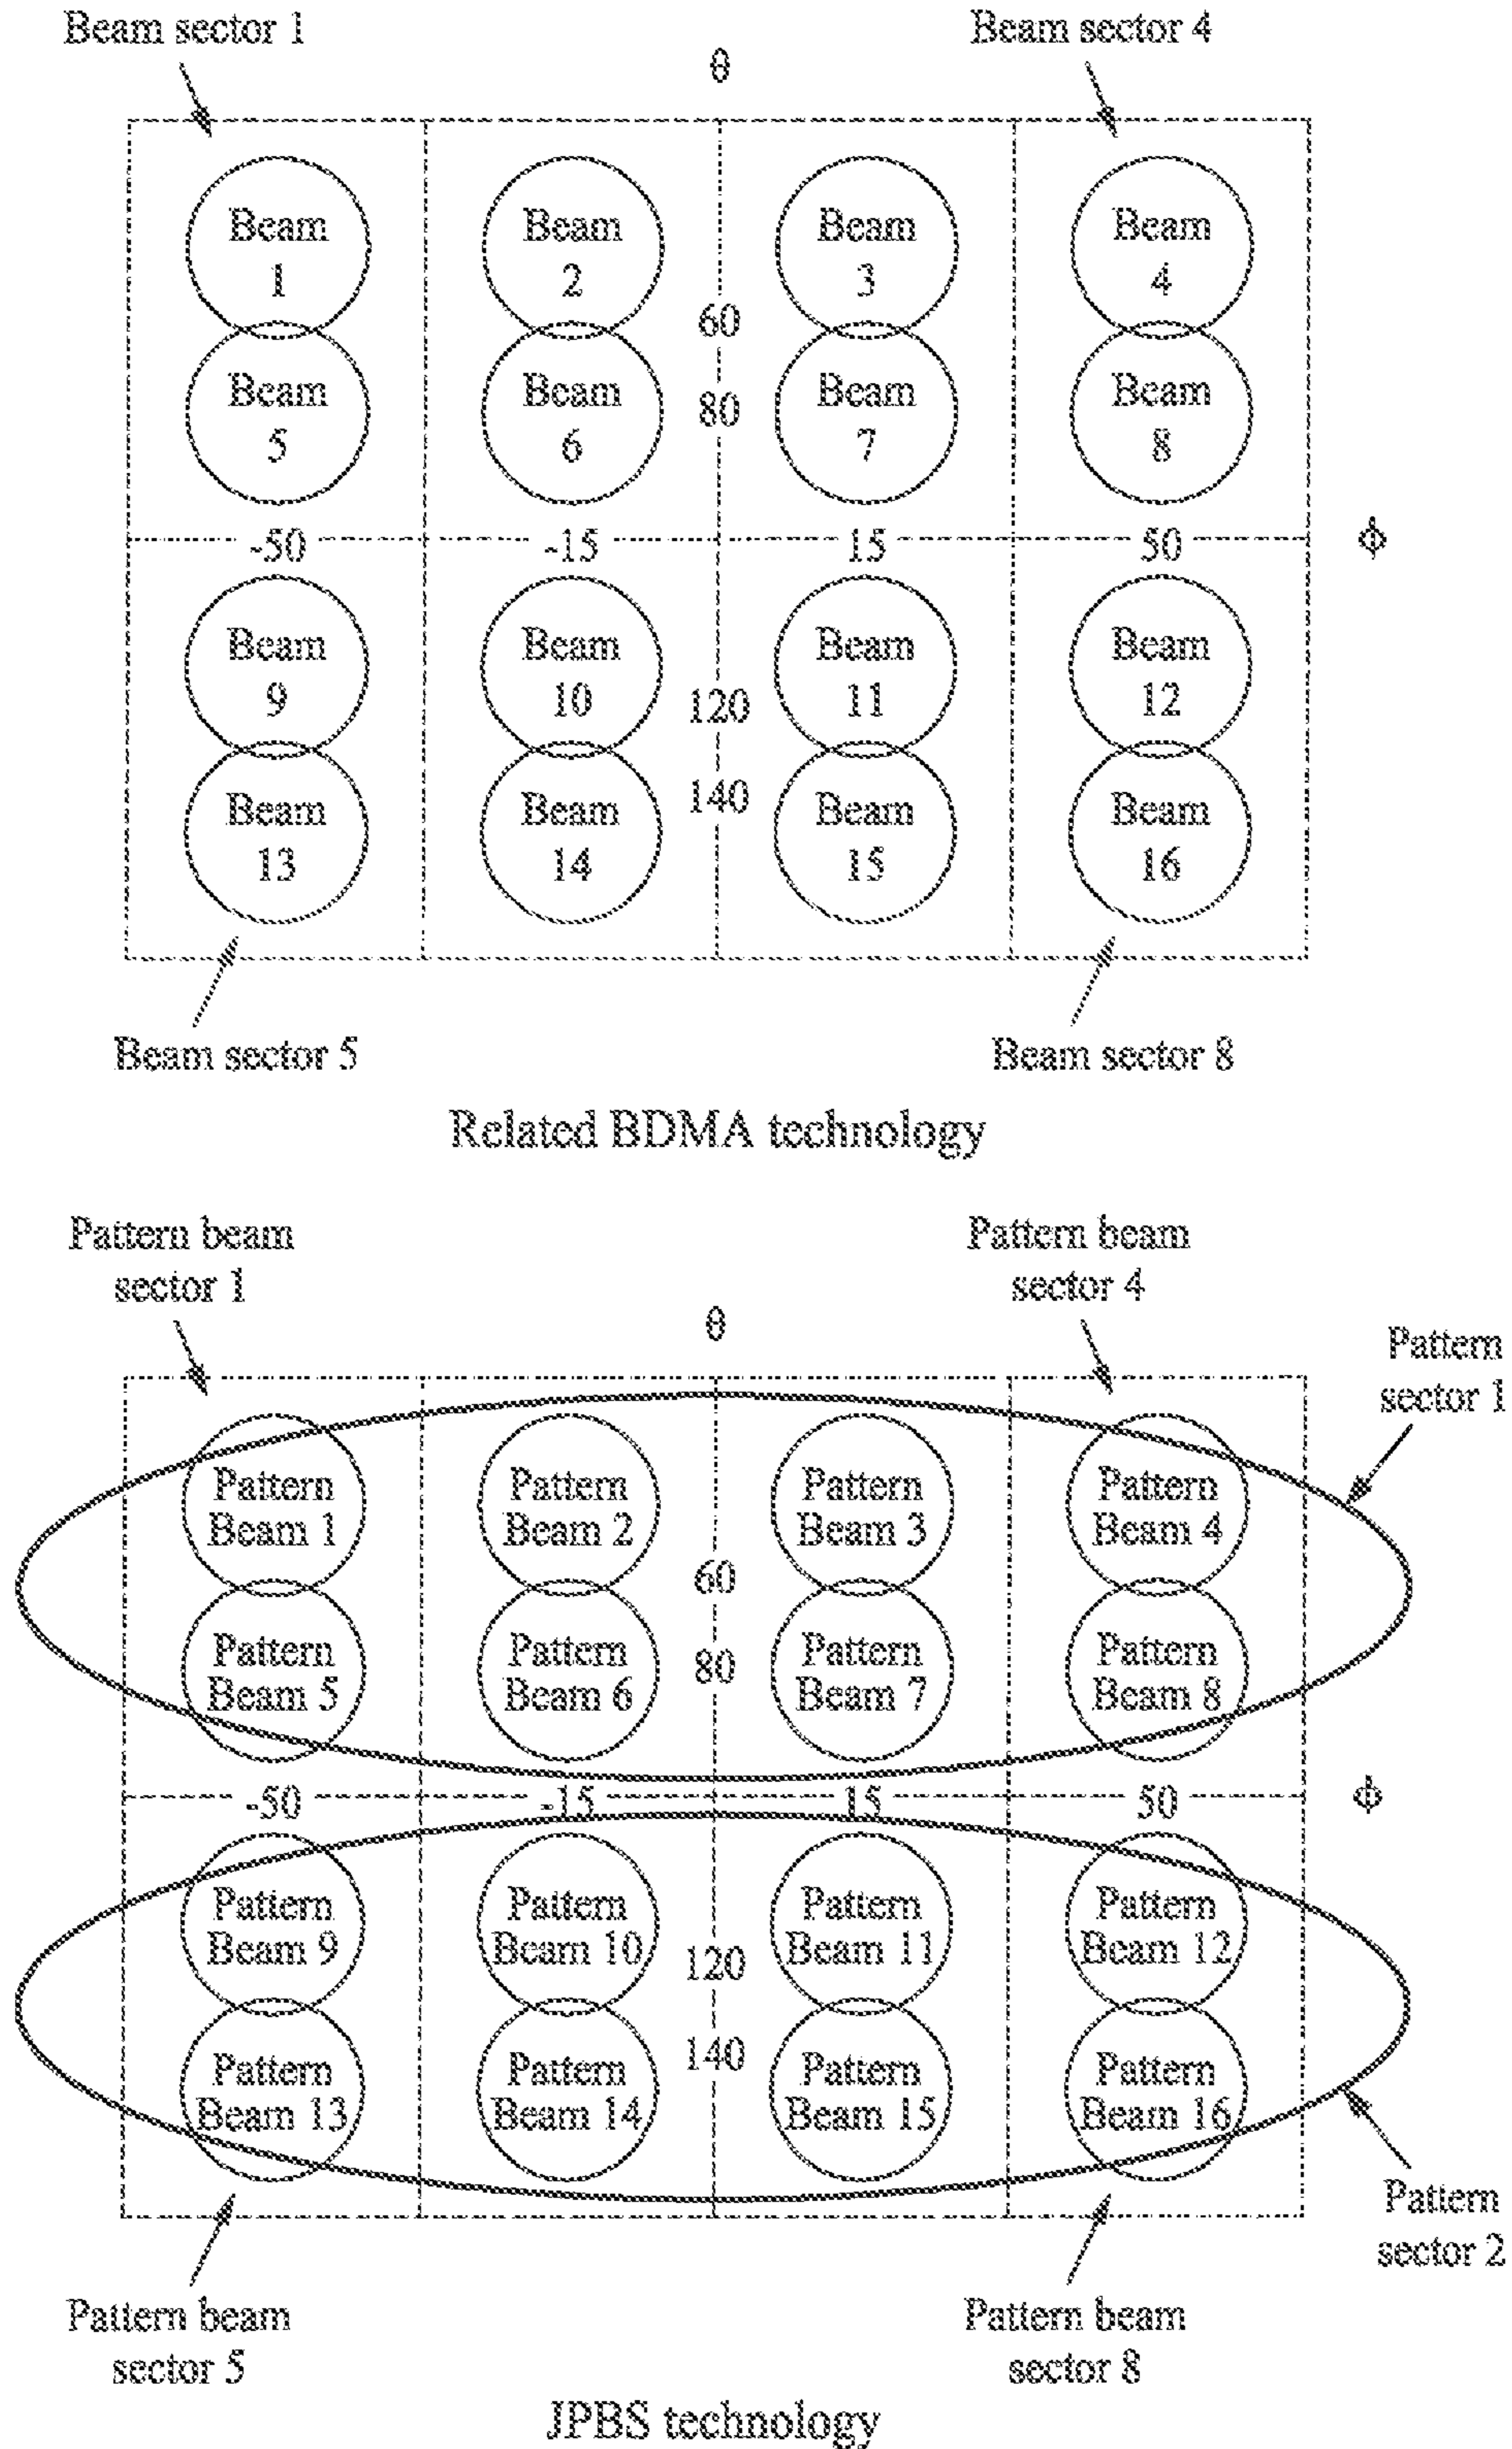 Beam sector 1
Beam sector 4
θ
Beam
1
Beam
2
Beam
3
Beam
4
60
Beam
5
Beam
6
80
Beam
7
Beam
8
-50
-15
15
50
ϕ
Beam
9
Beam
10
120
Beam
11
Beam
12
Beam
13
Beam
14
140
Beam
15
Beam
16
Beam sector 5
Beam sector 8
Related BDMA technology
Pattern beam
sector 1
Pattern beam
sector 4
θ
Pattern
sector 1
Pattern
Beam 1
Pattern
Beam 2
Pattern
Beam 3
Pattern
Beam 4
60
Pattern
Beam 5
Pattern
Beam 6
80
Pattern
Beam 7
Pattern
Beam 8
-50
-15
15
50
ϕ
Pattern
Beam 9
Pattern
Beam 10
120
Pattern
Beam 11
Pattern
Beam 12
Pattern
Beam 13
Pattern
Beam 14
140
Pattern
Beam 15
Pattern
Beam 16
Pattern
sector 2
Pattern beam
sector 5
Pattern beam
sector 8
JPBS technology